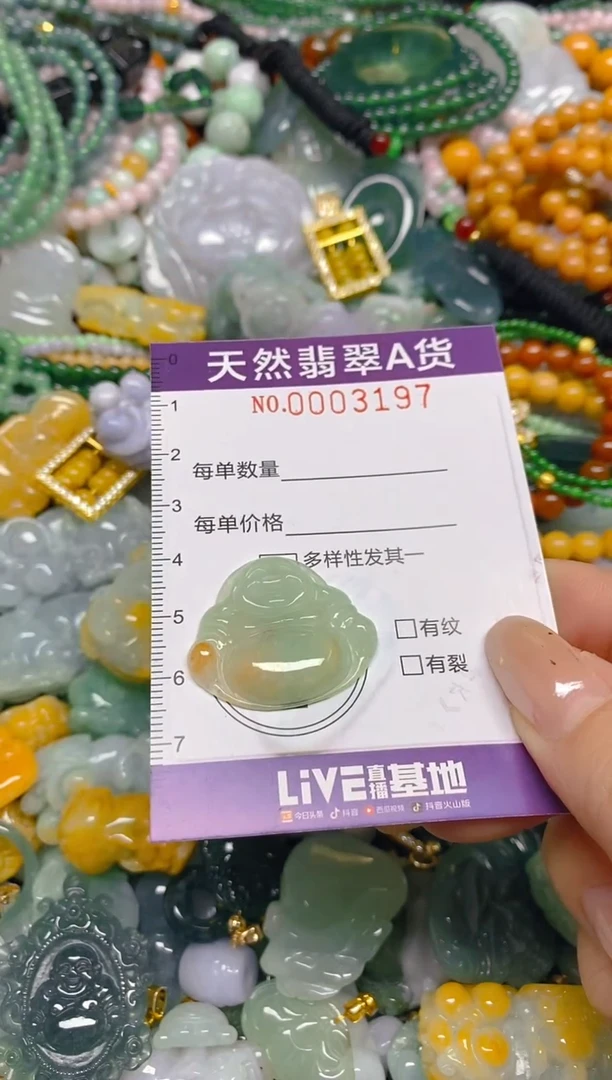 天然翡翠A货
NO.0003197
0
1
每单数量
2
每单价格
3
多样性发其一
4
5
有纹
有裂
6
7
LiVE直播基地
今日头条 抖音 西瓜视频 抖音火山版